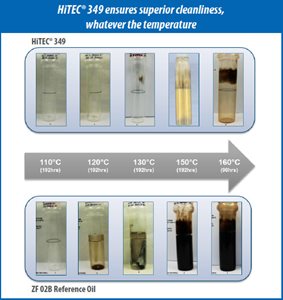 HiTEC® 349 ensures superior cleanliness,
whatever the temperature
HiTEC® 349
110°C 120°C 130°C 150°C 160°C
(192hrs) (192hrs) (192hrs) (192hrs) (90hrs)
ZF 02B Reference Oil